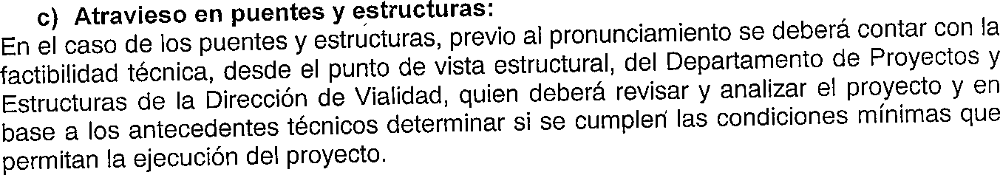 c) Atravieso en puentes y estructuras:
En el caso de los puentes y estructuras, previo al pronunciamiento se deberá contar con la
factibilidad técnica, desde el punto de vista estructural, del Departamento de Proyectos y
Estructuras de la Dirección de Vialidad, quien deberá revisar y analizar el proyecto y en
base a los antecedentes técnicos determinar si se cumplen las condiciones mínimas que
permitan la ejecución del proyecto.